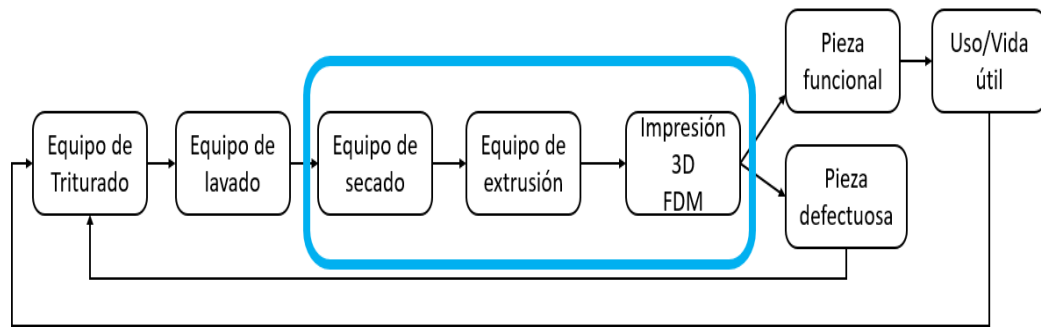 Equipo de
Triturado
Equipo de
lavado
Equipo de
secado
Equipo de
extrusión
Impresión
3D
FDM
Pieza
funcional
Uso/Vida
útil
Pieza
defectuosa